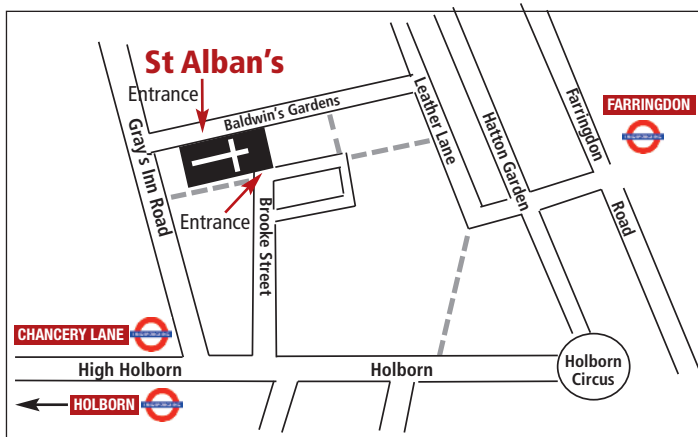 St Alban's
Entrance
Baldwin's Gardens
Gray's Inn Road
Leather Lane
Hatton Garden
Farringdon
Road
FARRINGDON
Entrance
Brooke Street
CHANCERY LANE
High Holborn
Holborn
Holborn
Circus
HOLBORN